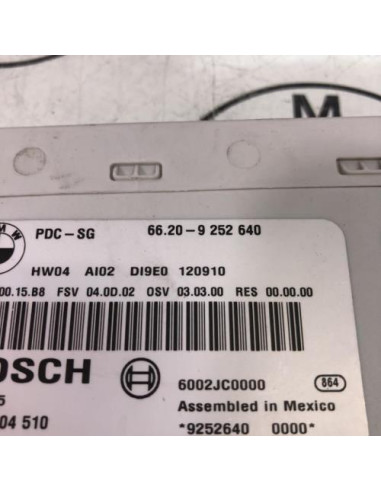 M
PDC-SG 66.20-9 252 640
HW04 AI02 DI9E0 120910
00.15.B8 FSV 04.0D.02 OSV 03.03.00 RES 00.00.00
OSCH
6002JC0000 864
5
Assembled in Mexico
04 510
*9252640 0000*